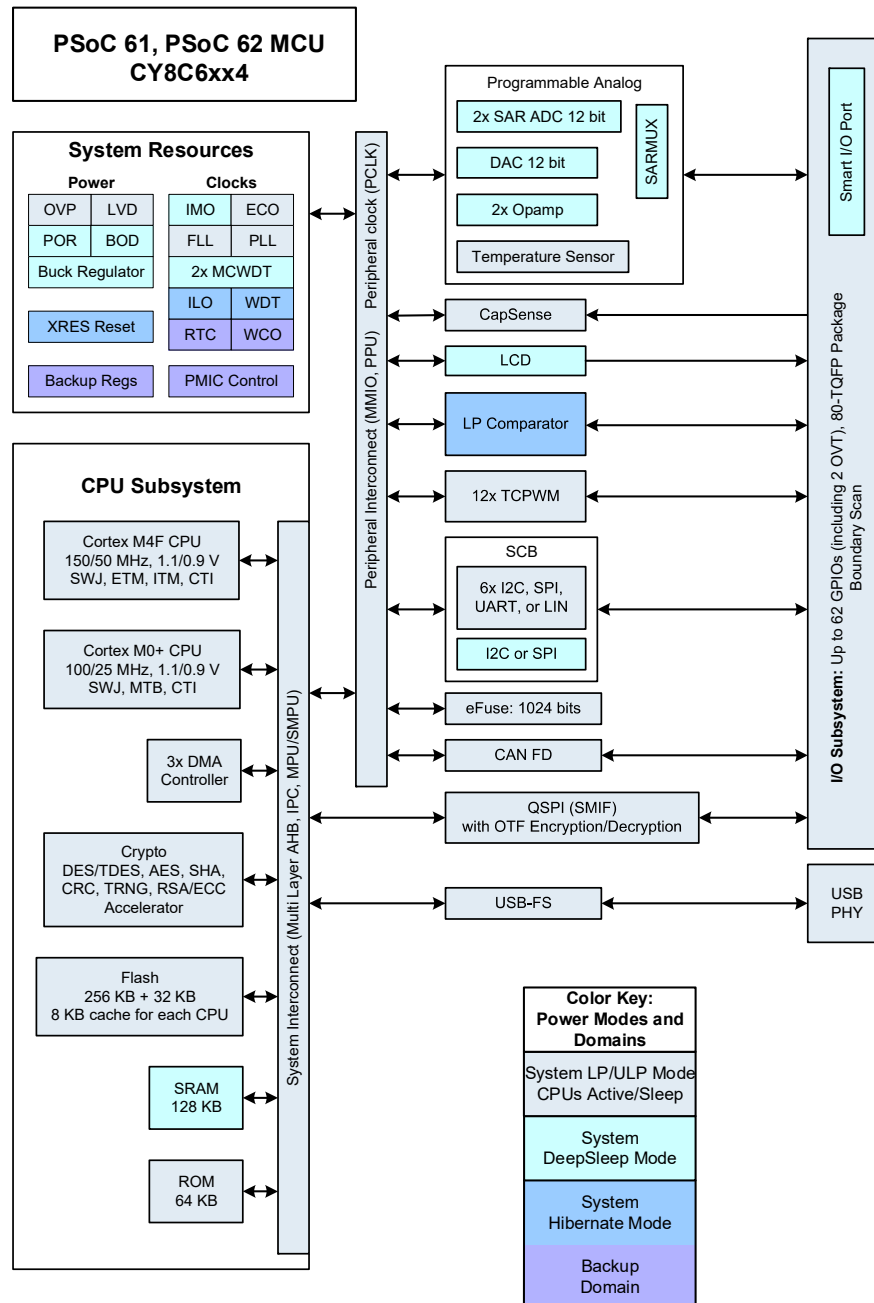 PSoC 61, PSoC 62 MCU
CY8C6xx4
System Resources
Power
Clocks
OVP
LVD
POR
BOD
Buck Regulator
XRES Reset
Backup Regs
IMO
ECO
FLL
PLL
2x MCWDT
ILO
WDT
RTC
WCO
PMIC Control
CPU Subsystem
Cortex M4F CPU
150/50 MHz, 1.1/0.9 V
SWJ, ETM, ITM, CTI
Cortex M0+ CPU
100/25 MHz, 1.1/0.9 V
SWJ, MTB, CTI
3x DMA
Controller
Crypto
DES/TDES, AES, SHA,
CRC, TRNG, RSA/ECC
Accelerator
Flash
256 KB + 32 KB
8 KB cache for each CPU
SRAM
128 KB
ROM
64 KB
System Interconnect (Multi Layer AHB, IPC, MPU/SMPU)
Peripheral Interconnect (MMIO, PPU)
Peripheral clock (PCLK)
Programmable Analog
2x SAR ADC 12 bit
DAC 12 bit
2x Opamp
Temperature Sensor
SARMUX
CapSense
LCD
LP Comparator
12x TCPWM
SCB
6x I2C, SPI,
UART, or LIN
I2C or SPI
eFuse: 1024 bits
CAN FD
QSPI (SMIF)
with OTF Encryption/Decryption
USB-FS
Smart I/O Port
I/O Subsystem: Up to 62 GPIOs (including 2 OVT), 80-TQFP Package
Boundary Scan
USB
PHY
Color Key:
Power Modes and
Domains
System LP/ULP Mode
CPUs Active/Sleep
System
DeepSleep Mode
System
Hibernate Mode
Backup
Domain